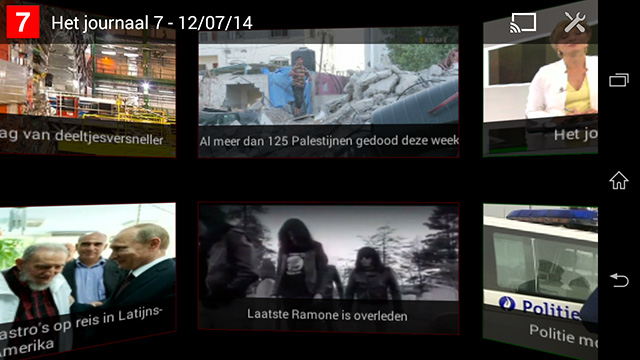 7 Het journaal 7 - 12/07/14
ag van deeltjesversneller
Al meer dan 125 Palestijnen gedood deze week
Het jo
astro's op reis in Latijns-
Amerika
Laatste Ramone is overleden
Politie
Politie mo